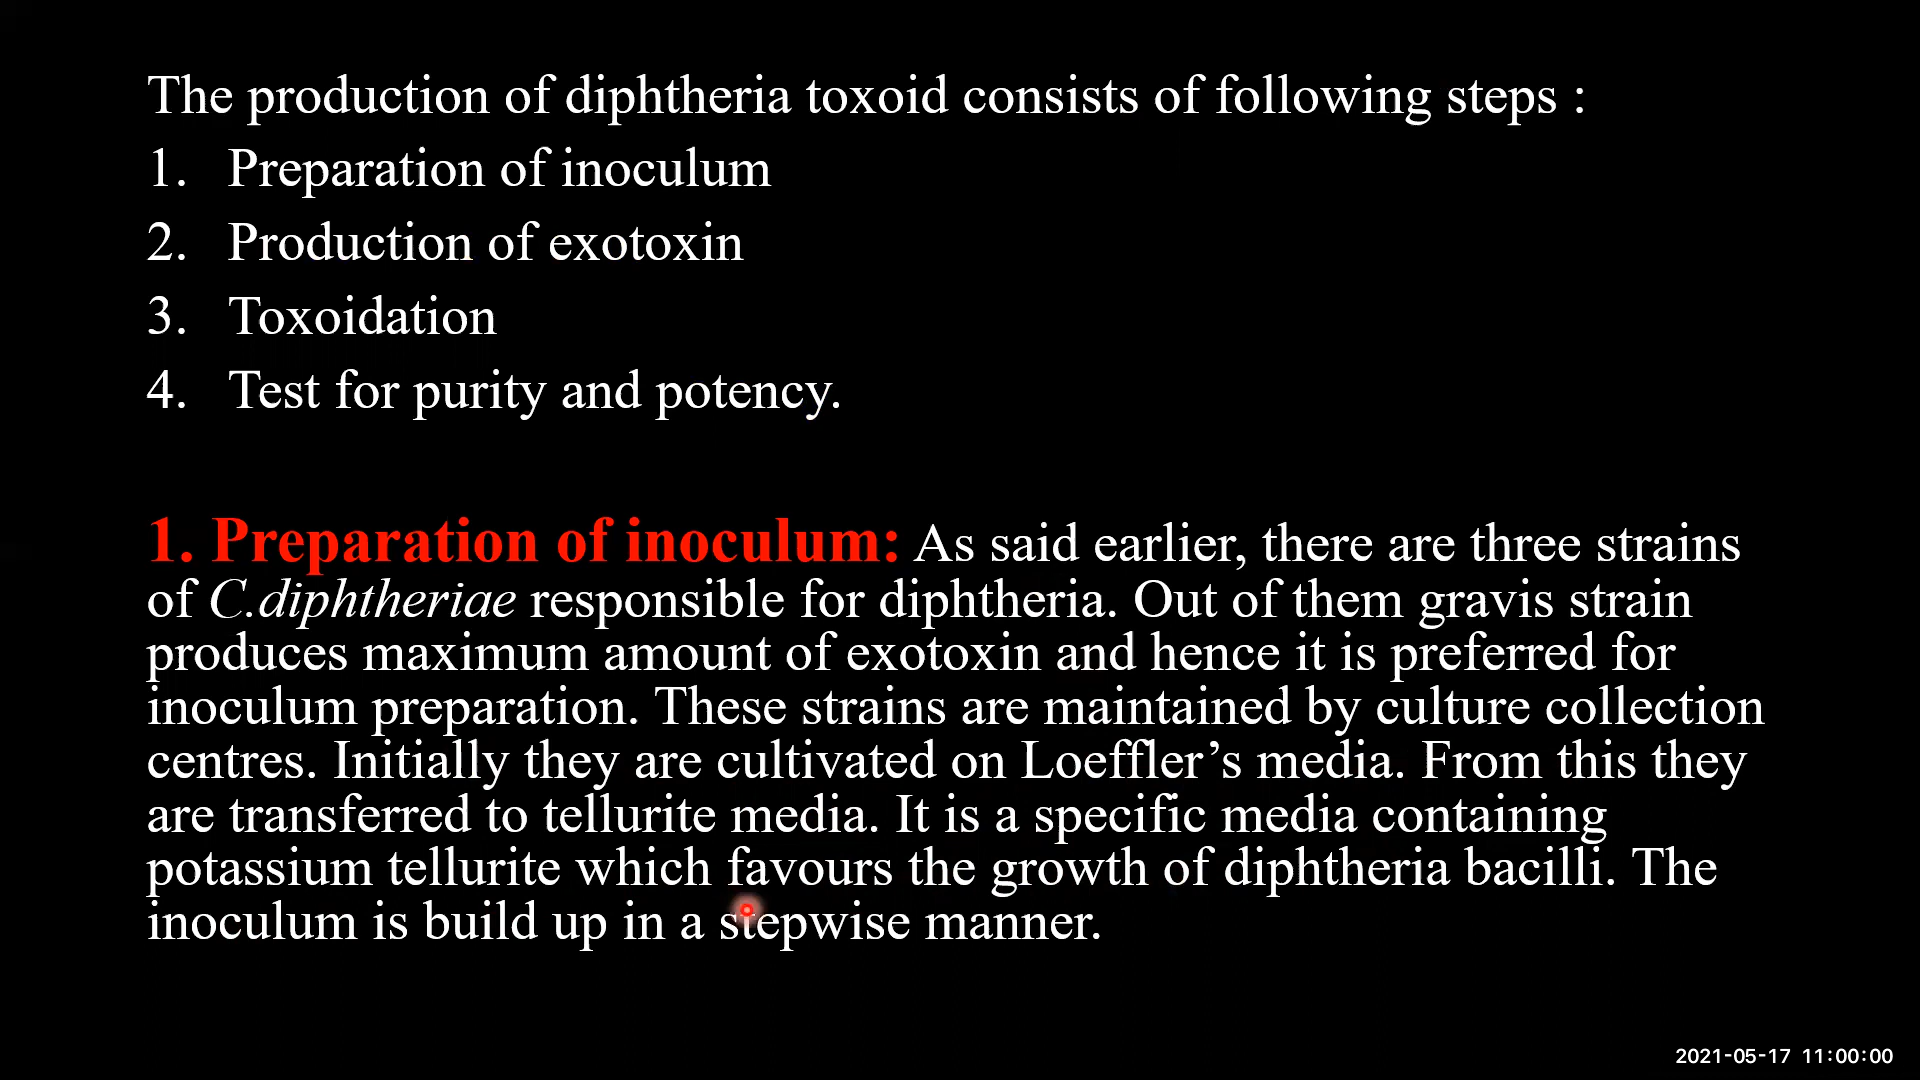 The production of diphtheria toxoid consists of following steps :
1. Preparation of inoculum
2. Production of exotoxin
3. Toxoidation
4. Test for purity and potency.
1. Preparation of inoculum: As said earlier, there are three strains
of C.diphtheriae responsible for diphtheria. Out of them gravis strain
produces maximum amount of exotoxin and hence it is preferred for
inoculum preparation. These strains are maintained by culture collection
centres. Initially they are cultivated on Loeffler’s media. From this they
are transferred to tellurite media. It is a specific media containing
potassium tellurite which favours the growth of diphtheria bacilli. The
inoculum is build up in a stepwise manner.
2021-05-17 11:00:00